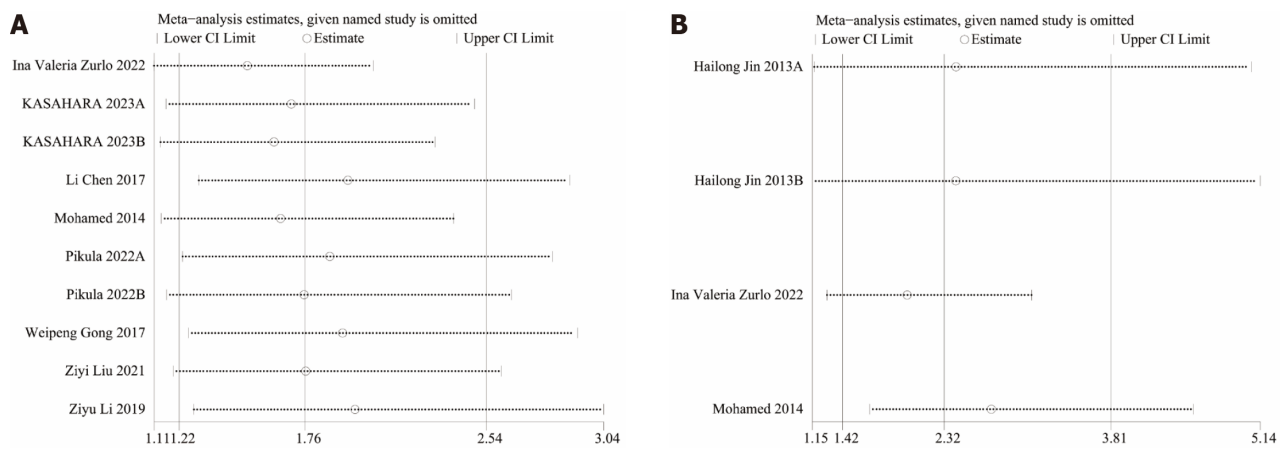 A
Meta−analysis estimates, given named study is omitted
Lower CI Limit Estimate Upper CI Limit
Ina Valeria Zurlo 2022
KASAHARA 2023A
KASAHARA 2023B
Li Chen 2017
Mohamed 2014
Pikula 2022A
Pikula 2022B
Weipeng Gong 2017
Ziyi Liu 2021
Ziyu Li 2019
1.11 1.22 1.76 2.54 3.04
B
Meta−analysis estimates, given named study is omitted
Lower CI Limit Estimate Upper CI Limit
Hailong Jin 2013A
Hailong Jin 2013B
Ina Valeria Zurlo 2022
Mohamed 2014
1.15 1.42 2.32 3.81 5.14